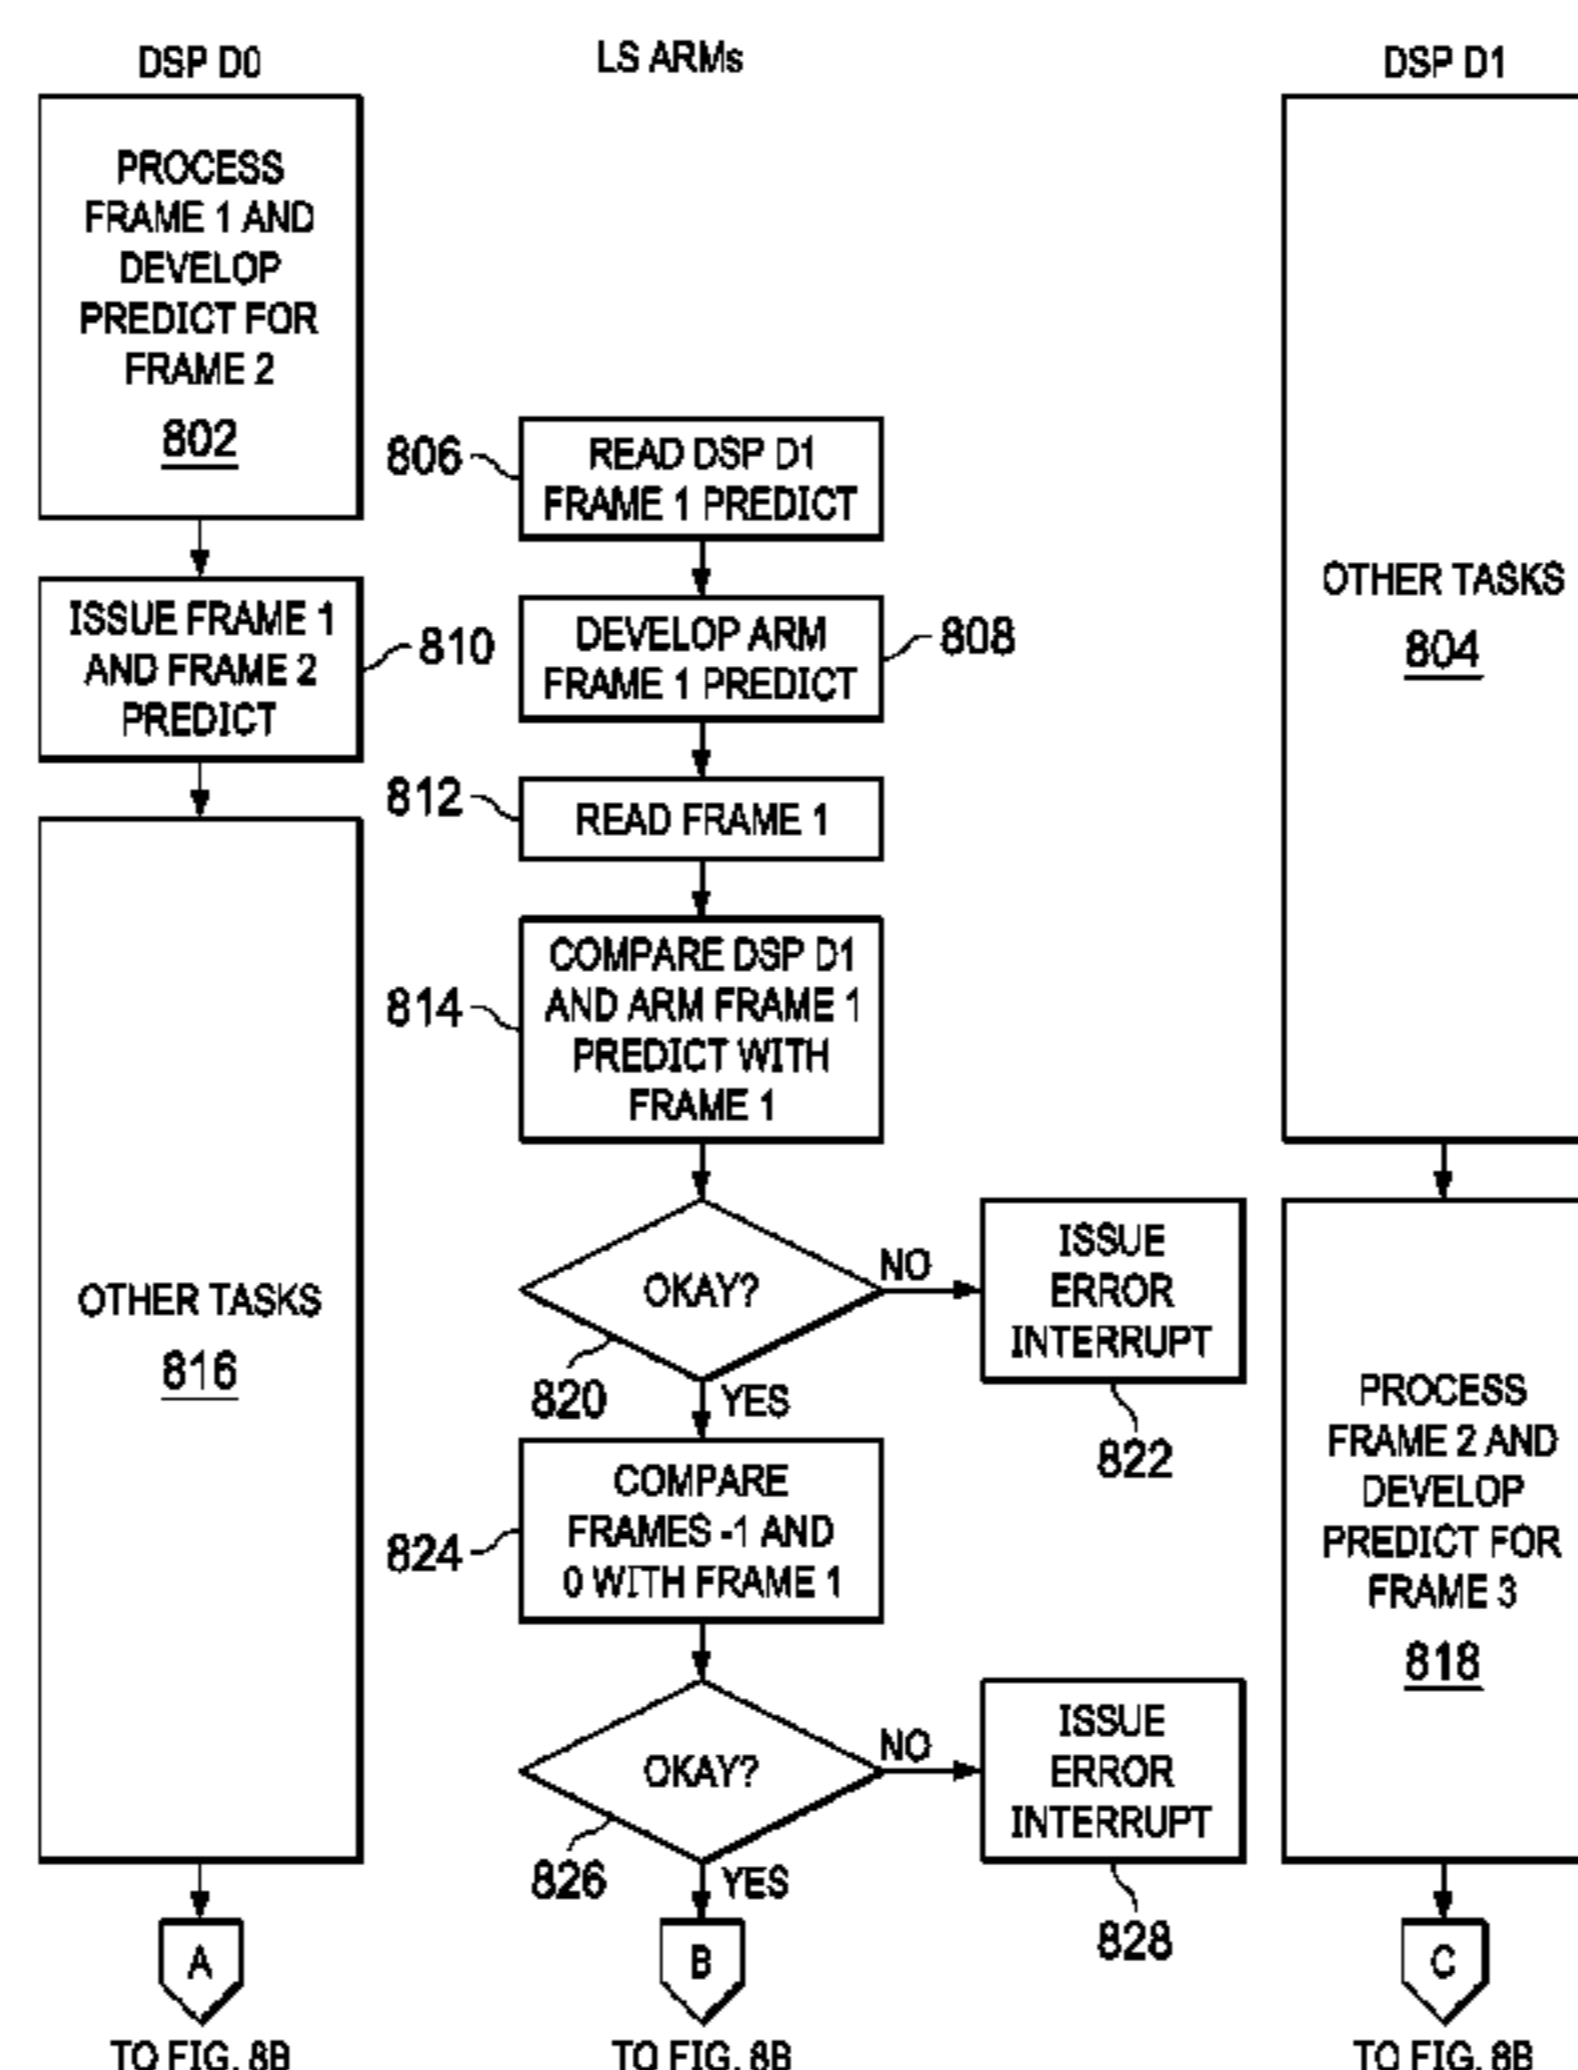 DSP D0
LS ARMs
DSP D1
PROCESS
FRAME 1 AND
DEVELOP
PREDICT FOR
FRAME 2
802
806
READ DSP D1
FRAME 1 PREDICT
OTHER TASKS
804
ISSUE FRAME 1
AND FRAME 2
PREDICT
810
DEVELOP ARM
FRAME 1 PREDICT
808
812
READ FRAME 1
814
COMPARE DSP D1
AND ARM FRAME 1
PREDICT WITH
FRAME 1
OTHER TASKS
816
OKAY?
NO
820
YES
ISSUE
ERROR
INTERRUPT
822
PROCESS
FRAME 2 AND
DEVELOP
PREDICT FOR
FRAME 3
818
824
COMPARE
FRAMES -1 AND
0 WITH FRAME 1
OKAY?
NO
826
YES
ISSUE
ERROR
INTERRUPT
828
A
B
C
TO FIG. 8B
TO FIG. 8B
TO FIG. 8B